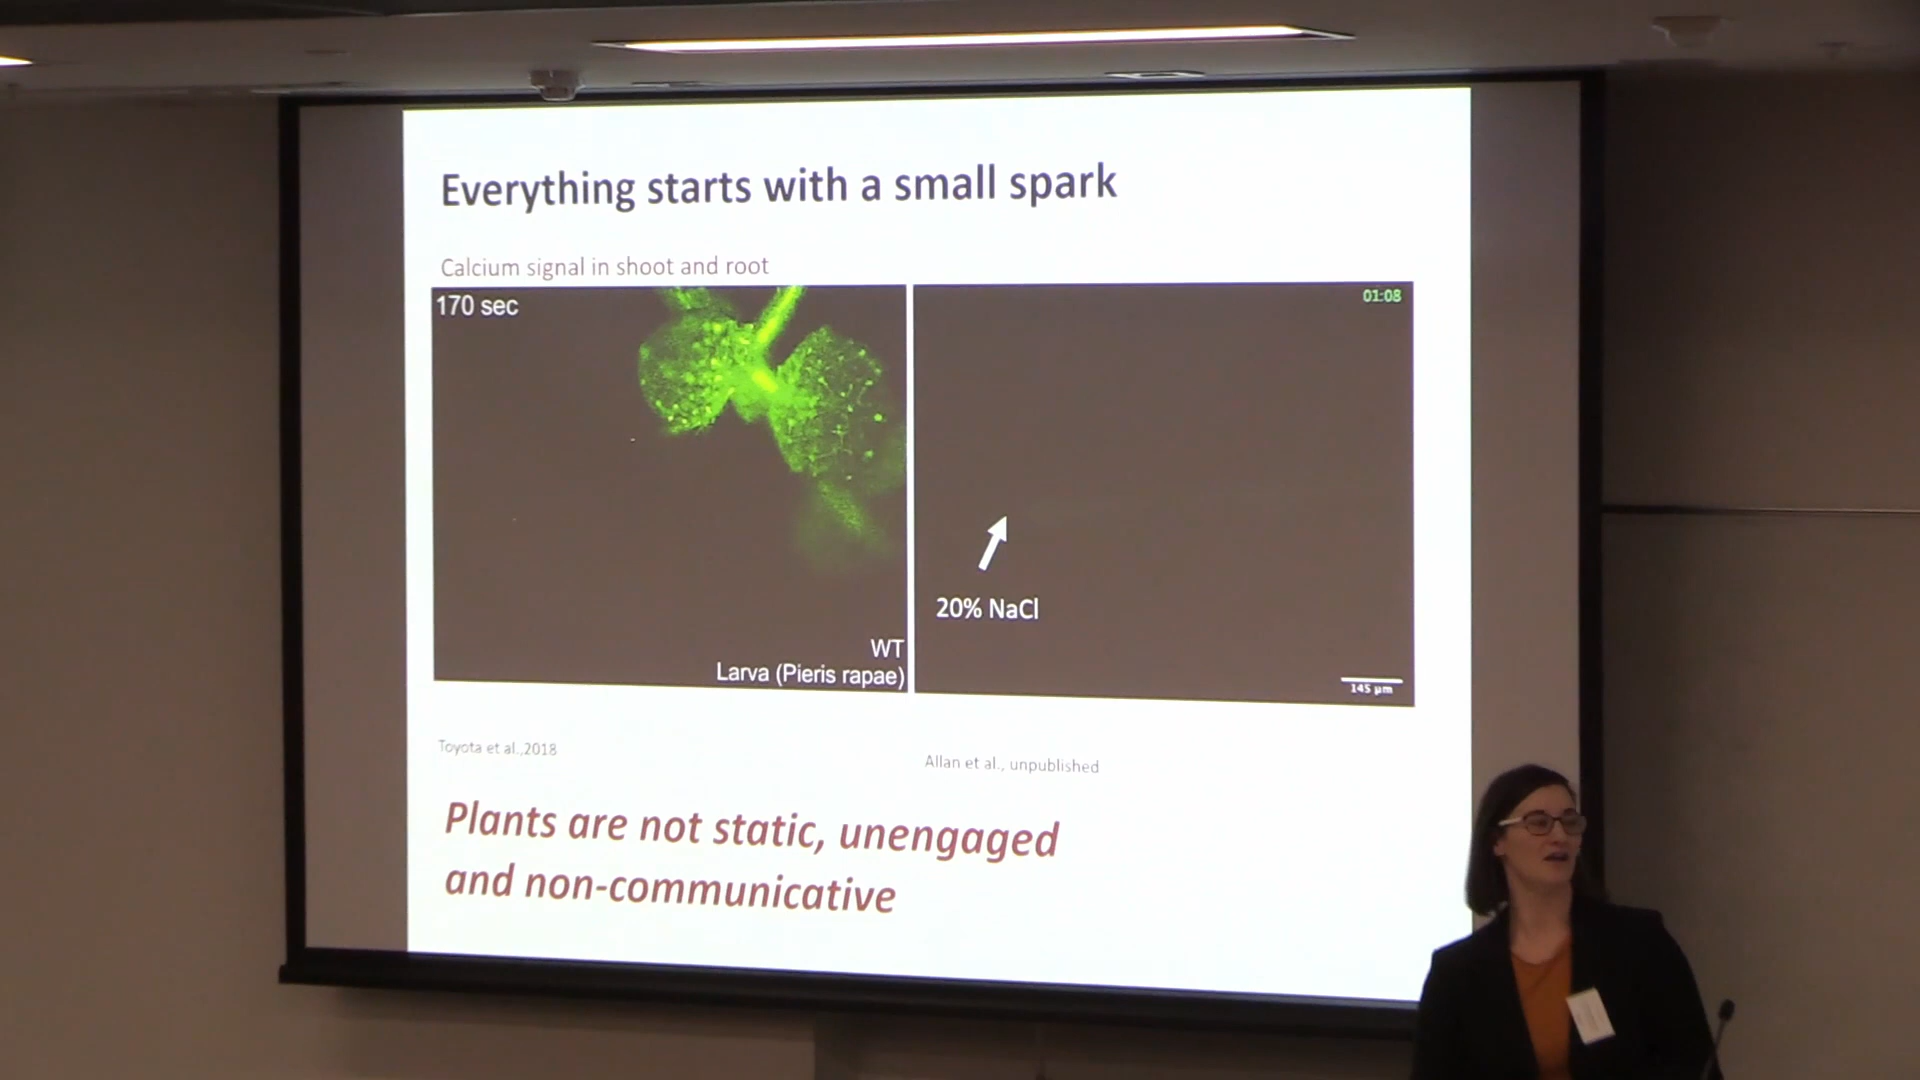 Everything starts with a small spark
Calcium signal in shoot and root
170 sec
WT
Larva (Pieris rapae)
01:08
20% NaCl
145 µm
Toyota et al.,2018
Allan et al., unpublished
Plants are not static, unengaged
and non-communicative